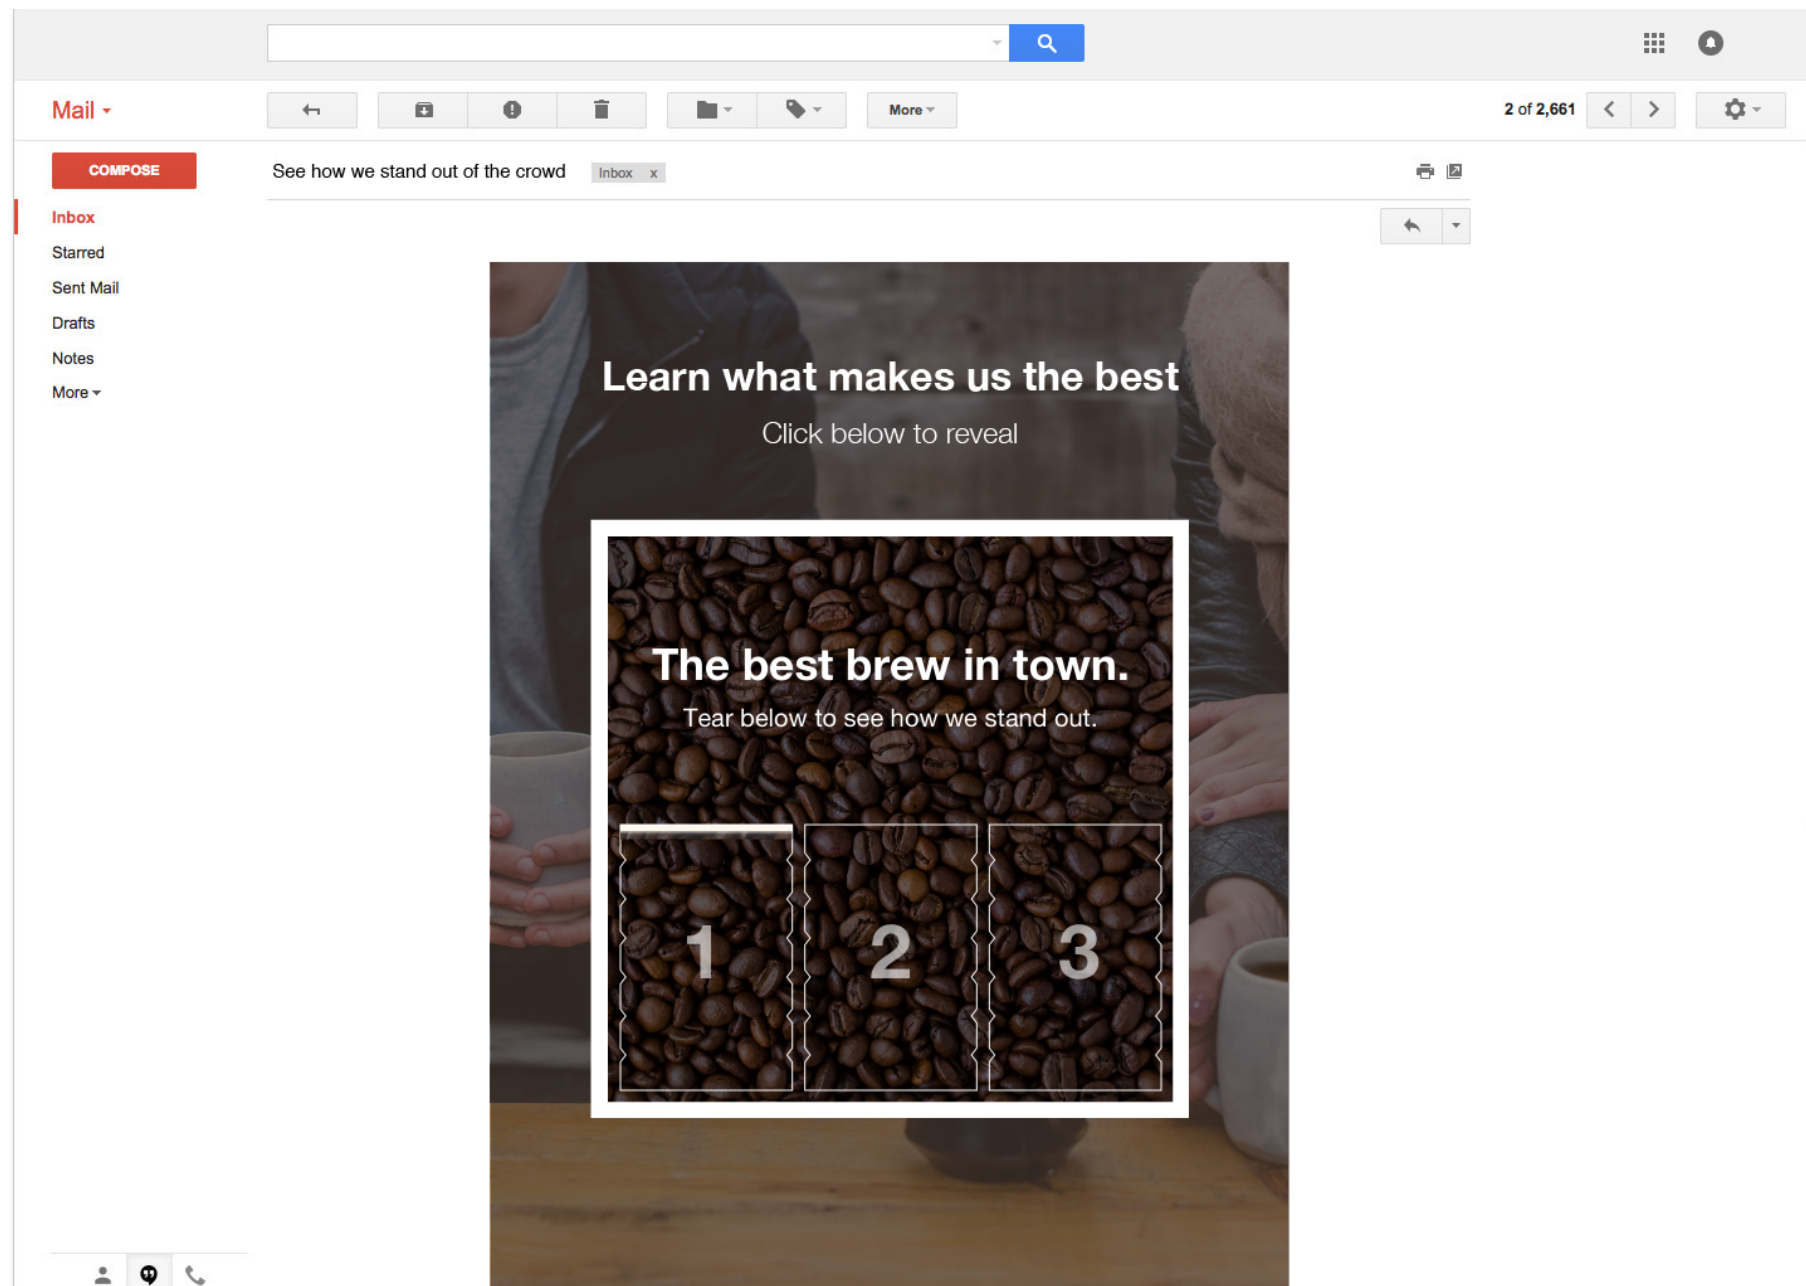 Mail
More
2 of 2,661
COMPOSE
See how we stand out of the crowd
Inbox x
Inbox
Starred
Sent Mail
Drafts
Notes
More
Learn what makes us the best
Click below to reveal
The best brew in town.
Tear below to see how we stand out.
1 2 3